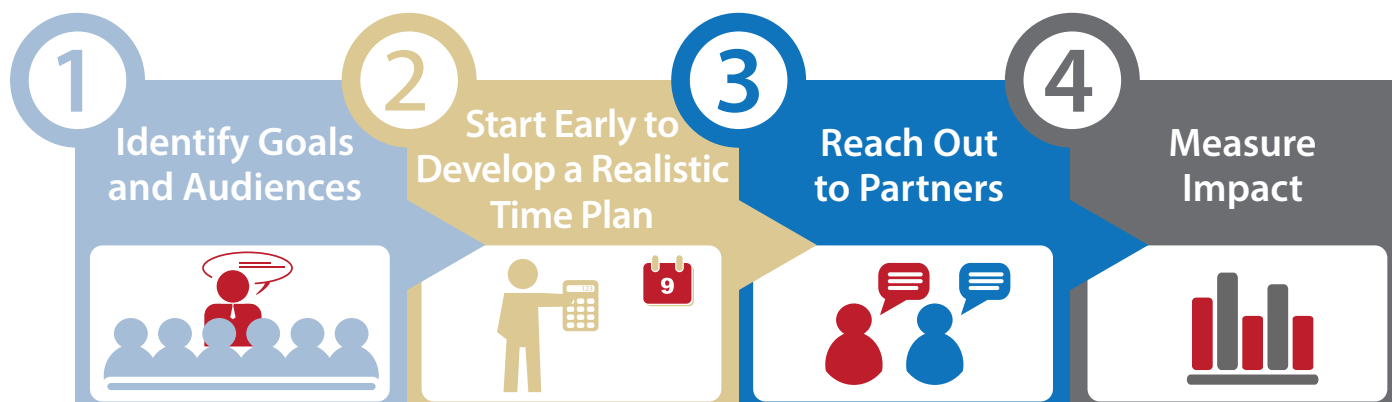 1
Identify Goals
and Audiences
2
Start Early to
Develop a Realistic
Time Plan
123
9
3
Reach Out
to Partners
4
Measure
Impact